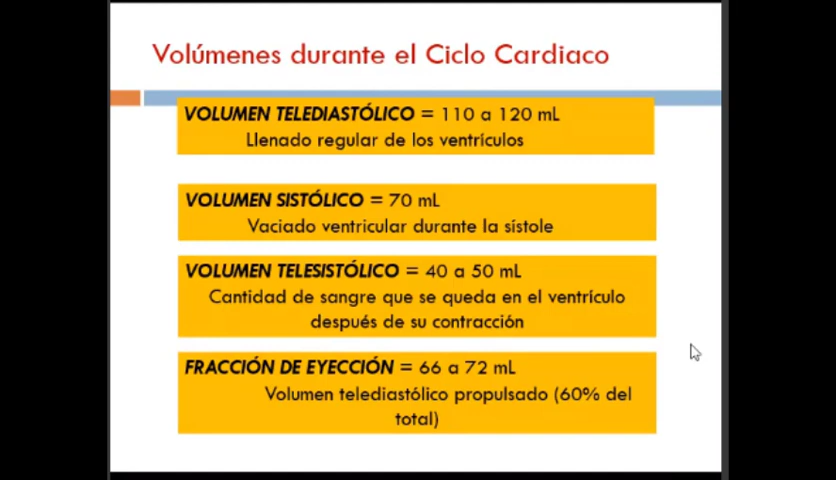 Volúmenes durante el Ciclo Cardiaco
VOLUMEN TELEDIASTÓLICO = 110 a 120 mL
Llenado regular de los ventrículos
VOLUMEN SISTÓLICO = 70 mL
Vaciado ventricular durante la sístole
VOLUMEN TELESISTÓLICO = 40 a 50 mL
Cantidad de sangre que se queda en el ventrículo
después de su contracción
FRACCIÓN DE EYECCIÓN = 66 a 72 mL
Volumen telediastólico propulsado (60% del
total)